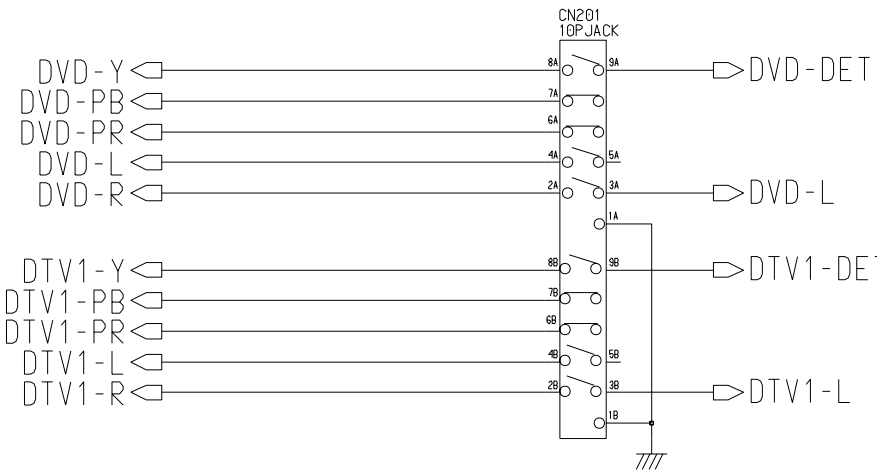 CN201
10PJACK
DVD-Y 8A 9A DVD-DET
DVD-PB 7A
DVD-PR 6A
DVD-L 4A 5A
DVD-R 2A 3A DVD-L
1A
DTV1-Y 8B 9B DTV1-DET
DTV1-PB 7B
DTV1-PR 6B
DTV1-L 4B 5B
DTV1-R 2B 3B DTV1-L
1B